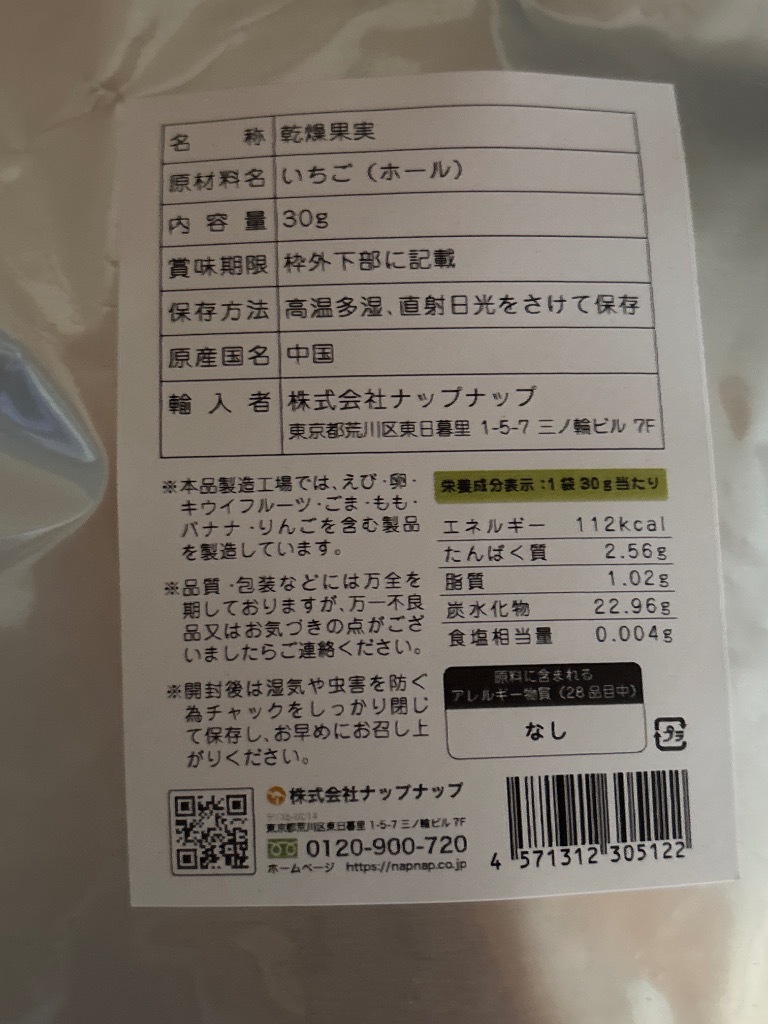 名称 乾燥果実
原材料名 いちご（ホール）
内容量 30g
賞味期限 枠外下部に記載
保存方法 高温多湿、直射日光をさけて保存
原産国名 中国
輸入者 株式会社ナップナップ
東京都荒川区東日暮里 1-5-7 三ノ輪ビル 7F
※本品製造工場では、えび・卵・
キウイフルーツ・ごま・もも・
バナナ・りんごを含む製品
を製造しています。
※品質・包装などには万全を
期しておりますが、万一不良
品又はお気づきの点がござ
いましたらご連絡ください。
※開封後は湿気や虫害を防ぐ
為チャックをしっかり閉じ
て保存し、お早めにお召し上
がりください。
栄養成分表示：1袋30g当たり
エネルギー 112kcal
たんぱく質 2.56g
脂質 1.02g
炭水化物 22.96g
食塩相当量 0.004g
原料に含まれる
アレルギー物質（28品目中）
なし
プラ
株式会社ナップナップ
東京都荒川区東日暮里 1-5-7 三ノ輪ビル 7F
0120-900-720
ホームページ https://napnap.co.jp
4 571312 305122